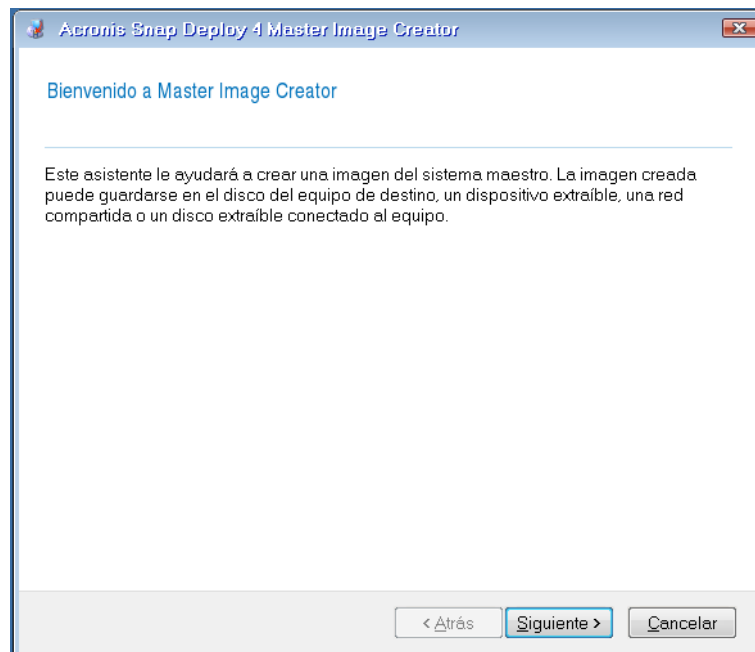 Acronis Snap Deploy 4 Master Image Creator
Bienvenido a Master Image Creator
Este asistente le ayudará a crear una imagen del sistema maestro. La imagen creada
puede guardarse en el disco del equipo de destino, un dispositivo extraíble, una red
compartida o un disco extraíble conectado al equipo.
< Atrás
Siguiente >
Cancelar